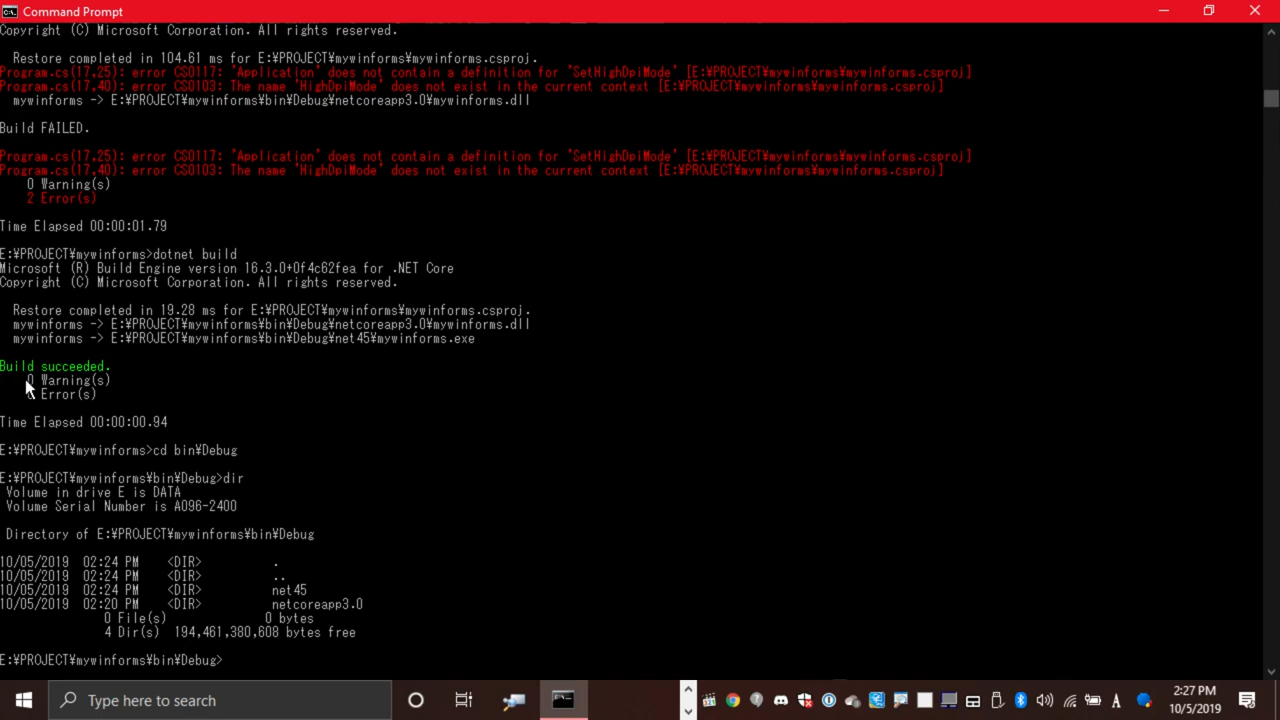 Command Prompt
Copyright (C) Microsoft Corporation. All rights reserved.
Restore completed in 104.61 ms for E:¥PROJECT¥mywinforms¥mywinforms.csproj.
Program.cs(17,25): error CS0117: 'Application' does not contain a definition for 'SetHighDpiMode' [E:¥PROJECT¥mywinforms¥mywinforms.csproj]
Program.cs(17,40): error CS0103: The name 'HighDpiMode' does not exist in the current context [E:¥PROJECT¥mywinforms¥mywinforms.csproj]
mywinforms -> E:¥PROJECT¥mywinforms¥bin¥Debug¥netcoreapp3.0¥mywinforms.dll
Build FAILED.
Program.cs(17,25): error CS0117: 'Application' does not contain a definition for 'SetHighDpiMode' [E:¥PROJECT¥mywinforms¥mywinforms.csproj]
Program.cs(17,40): error CS0103: The name 'HighDpiMode' does not exist in the current context [E:¥PROJECT¥mywinforms¥mywinforms.csproj]
0 Warning(s)
2 Error(s)
Time Elapsed 00:00:01.79
E:¥PROJECT¥mywinforms>dotnet build
Microsoft (R) Build Engine version 16.3.0+0f4c62fea for .NET Core
Copyright (C) Microsoft Corporation. All rights reserved.
Restore completed in 19.28 ms for E:¥PROJECT¥mywinforms¥mywinforms.csproj.
mywinforms -> E:¥PROJECT¥mywinforms¥bin¥Debug¥netcoreapp3.0¥mywinforms.dll
mywinforms -> E:¥PROJECT¥mywinforms¥bin¥Debug¥net45¥mywinforms.exe
Build succeeded.
0 Warning(s)
Error(s)
Time Elapsed 00:00:00.94
E:¥PROJECT¥mywinforms>cd bin¥Debug
E:¥PROJECT¥mywinforms¥bin¥Debug>dir
Volume in drive E is DATA
Volume Serial Number is A096-2400
Directory of E:¥PROJECT¥mywinforms¥bin¥Debug
10/05/2019 02:24 PM <DIR> .
10/05/2019 02:24 PM <DIR> ..
10/05/2019 02:24 PM <DIR> net45
10/05/2019 02:20 PM <DIR> netcoreapp3.0
0 File(s) 0 bytes
4 Dir(s) 194,461,380,608 bytes free
E:¥PROJECT¥mywinforms¥bin¥Debug>
Type here to search
A
2:27 PM
10/5/2019